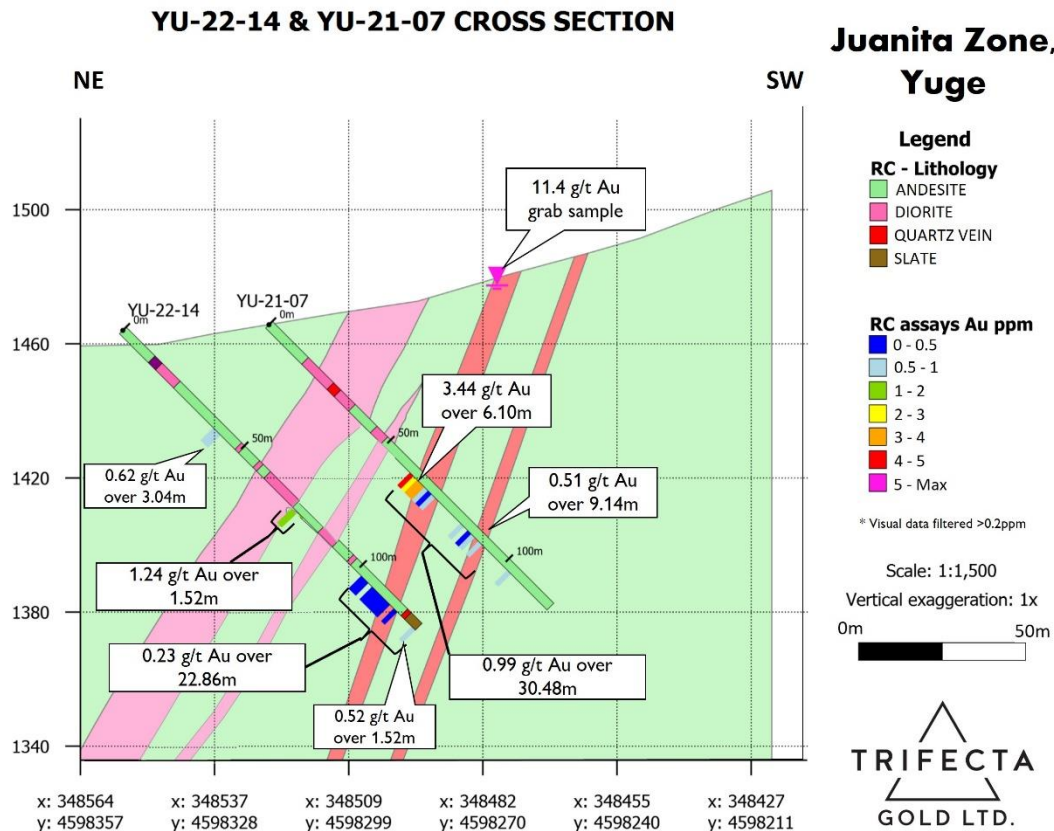 YU-22-14 & YU-21-07 CROSS SECTION
Juanita Zone,
Yuge
NE
SW
Legend
RC - Lithology
ANDESITE
DIORITE
QUARTZ VEIN
SLATE
RC assays Au ppm
0 - 0.5
0.5 - 1
1 - 2
2 - 3
3 - 4
4 - 5
5 - Max
* Visual data filtered >0.2ppm
Scale: 1:1,500
Vertical exaggeration: 1x
0m
50m
TRIFECTA
GOLD LTD.
1500
1460
1420
1380
1340
11.4 g/t Au
grab sample
YU-22-14
0m
YU-21-07
0m
50m
50m
100m
100m
3.44 g/t Au
over 6.10m
0.51 g/t Au
over 9.14m
0.62 g/t Au
over 3.04m
1.24 g/t Au over
1.52m
0.23 g/t Au over
22.86m
0.99 g/t Au over
30.48m
0.52 g/t Au
over 1.52m
x: 348564
y: 4598357
x: 348537
y: 4598328
x: 348509
y: 4598299
x: 348482
y: 4598270
x: 348455
y: 4598240
x: 348427
y: 4598211